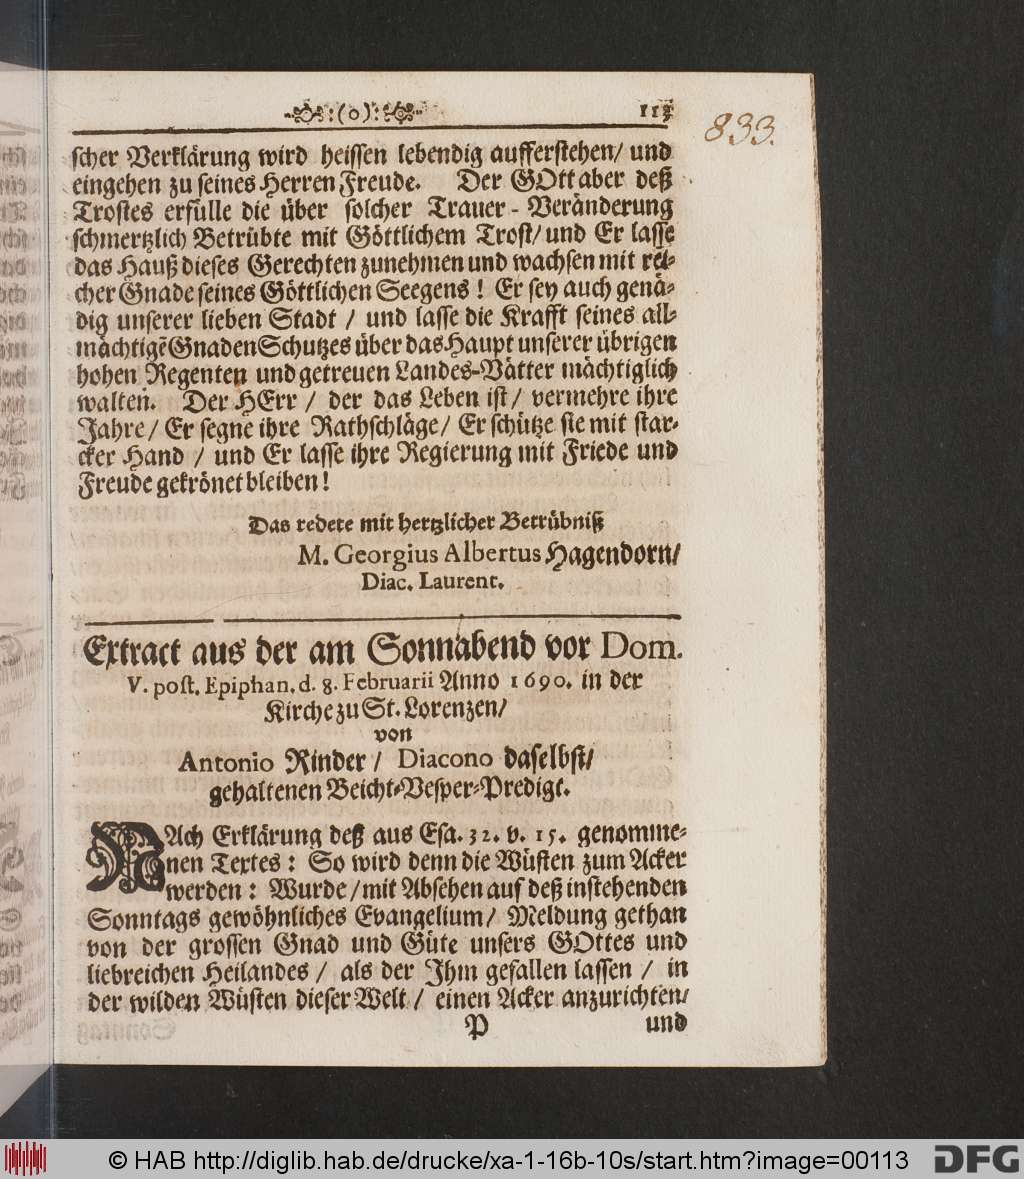 :(o): 113
833.
scher Verklärung wird heissen lebendig aufferstehen/ und
eingehen zu seines Herren Freude. Der GOtt aber deß
Trostes erfülle die über solcher Trauer-Veränderung
schmertzlich Betrübte mit Göttlichem Trost/ und Er lasse
das Hauß dieses Gerechten zunehmen und wachsen mit rei-
cher Gnade seines Göttlichen Seegens! Er sey auch genä-
dig unserer lieben Stadt / und lasse die Krafft seines all-
mächtigẽ GnadenSchutzes über das Haupt unserer übrigen
hohen Regenten und getreuen Landes-Vätter mächtiglich
walten. Der HErr / der das Leben ist/ vermehre ihre
Jahre/ Er segne ihre Rathschläge/ Er schütze sie mit star-
cker Hand / und Er lasse ihre Regierung mit Friede und
Freude gekrönet bleiben!
Das redete mit hertzlicher Betrübniß
M. Georgius Albertus Hagendorn/
Diac. Laurent.
Extract aus der am Sonnabend vor Dom.
V. post. Epiphan. d. 8. Februarii Anno 1690. in der
Kirche zu St. Lorenzen/
von
Antonio Rinder / Diacono daselbst/
gehaltenen Beicht-Vesper-Predigt.
NAch Erklärung deß aus Esa. 32. v. 15. genomme-
nen Textes: So wird denn die Wüsten zum Acker
werden: Wurde/ mit Absehen auf deß instehenden
Sonntags gewöhnliches Evangelium/ Meldung gethan
von der grossen Gnad und Güte unsers GOttes und
liebreichen Heilandes / als der Jhm gefallen lassen / in
der wilden Wüsten dieser Welt / einen Acker anzurichten/
P und
© HAB http://diglib.hab.de/drucke/xa-1-16b-10s/start.htm?image=00113
DFG